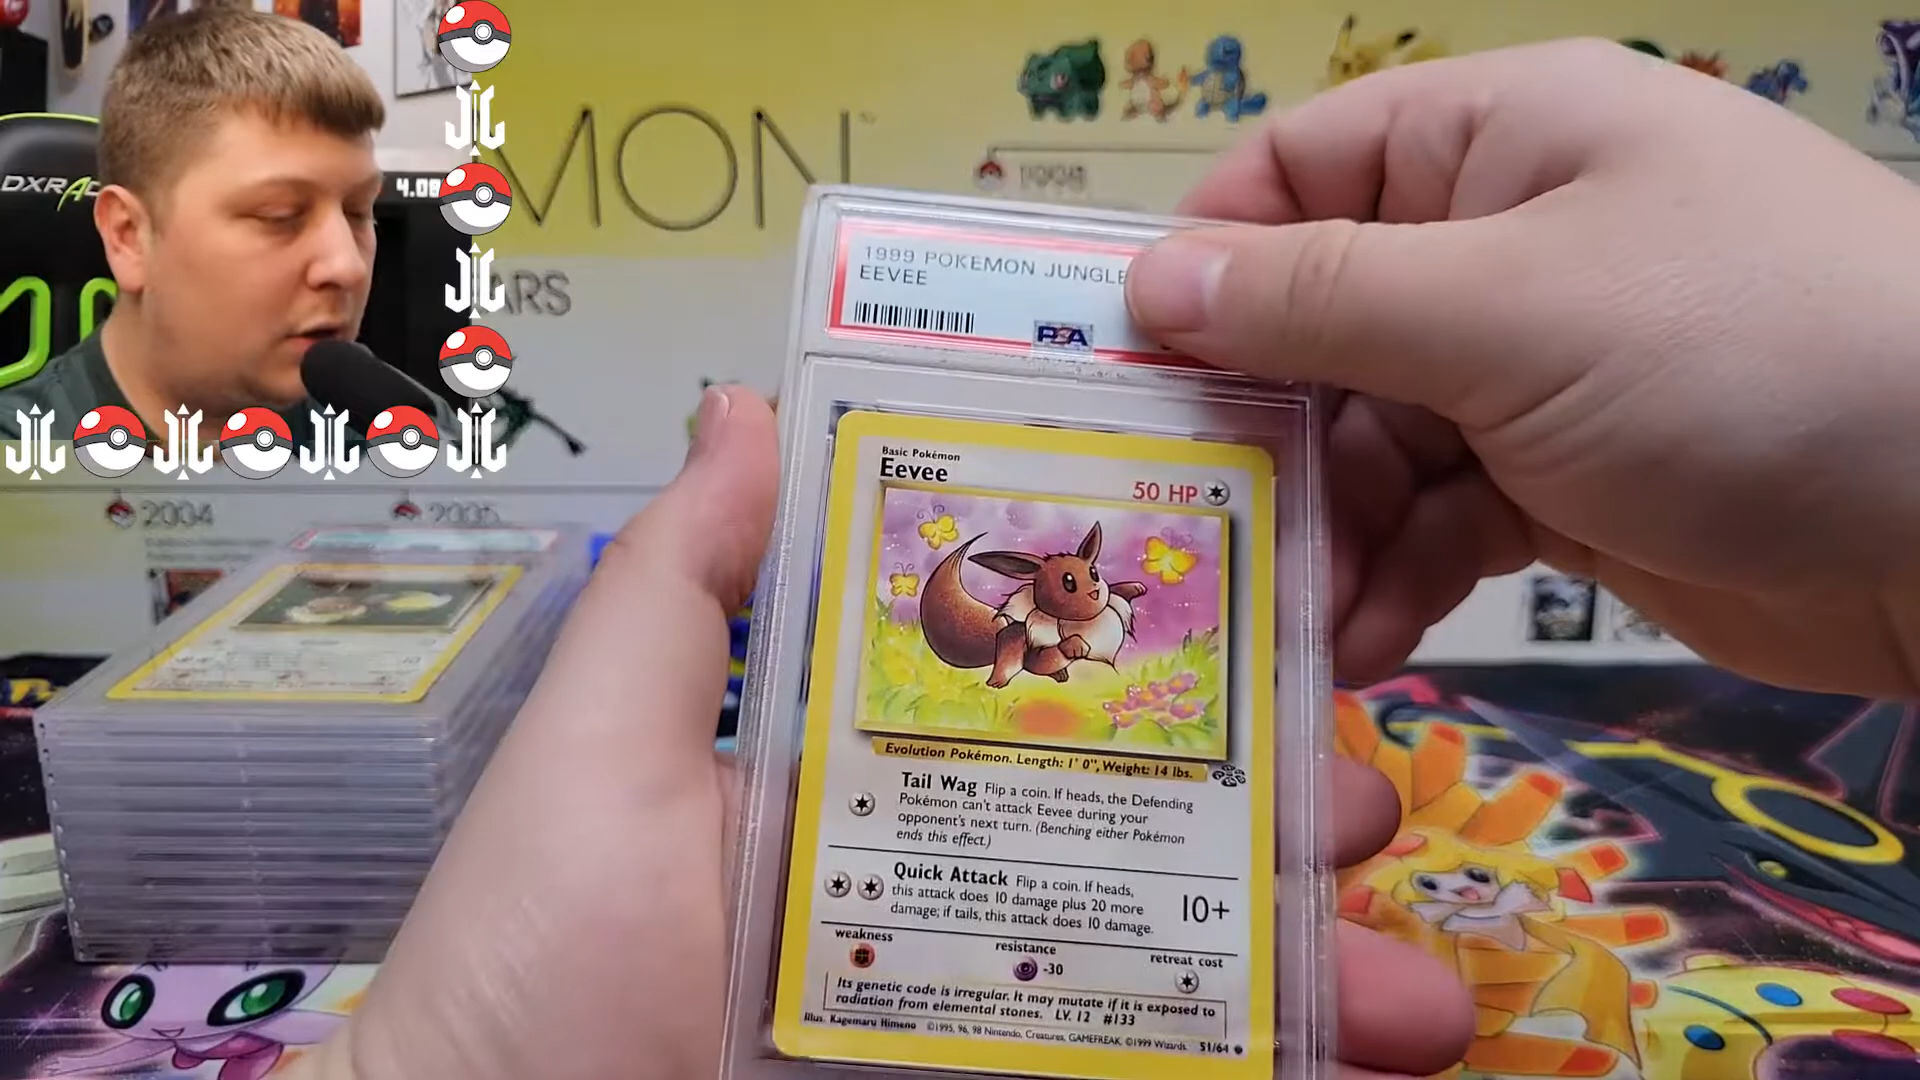 DXRAC
4.08
MON
ARS
2004
2005
1999 POKEMON JUNGLE
EEVEE
PSA
Basic Pokémon
Eevee
50 HP
Evolution Pokémon. Length: 1' 0", Weight: 14 lbs.
Tail Wag Flip a coin. If heads, the Defending
Pokémon can't attack Eevee during your
opponent's next turn. (Benching either Pokémon
ends this effect.)
Quick Attack Flip a coin. If heads,
this attack does 10 damage plus 20 more
damage; if tails, this attack does 10 damage.
10+
weakness
resistance
retreat cost
-30
Its genetic code is irregular. It may mutate if it is exposed to
radiation from elemental stones. LV. 12 #133
Illus. Kagemaru Himeno ©1995, 96, 98 Nintendo, Creatures, GAMEFREAK. ©1999 Wizards. 51/64